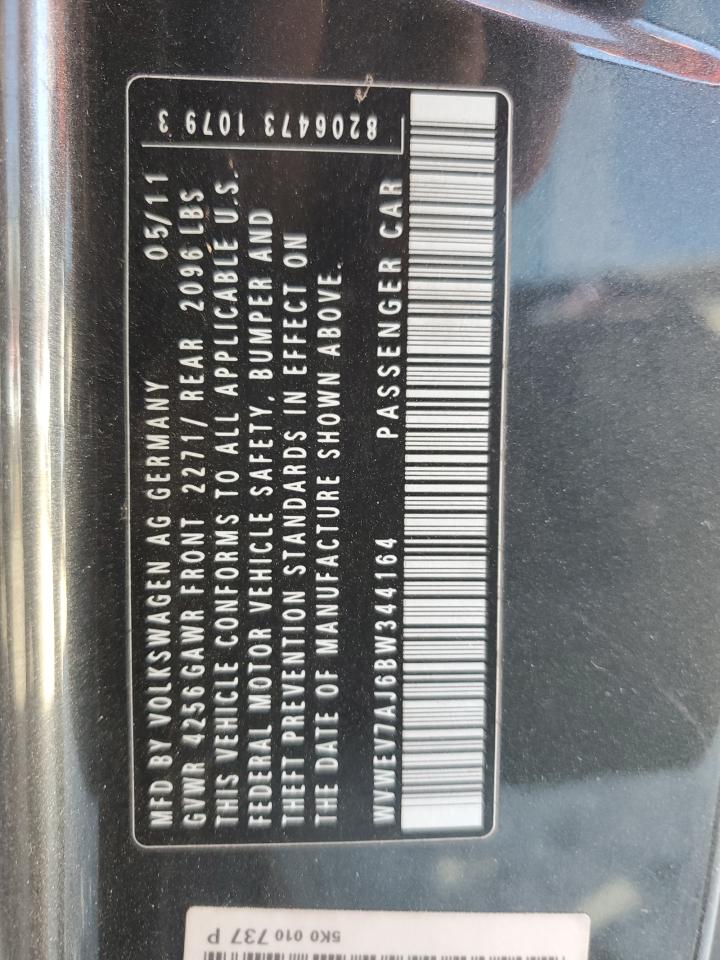 MFD BY VOLKSWAGEN AG GERMANY 05/11
GVWR 4256 GAWR FRONT 2271/ REAR 2096 LBS
THIS VEHICLE CONFORMS TO ALL APPLICABLE U.S.
FEDERAL MOTOR VEHICLE SAFETY, BUMPER AND
THEFT PREVENTION STANDARDS IN EFFECT ON
THE DATE OF MANUFACTURE SHOWN ABOVE.
WVWEV7AJ6BW344164 PASSENGER CAR
8206473 1079 3
5K0 010 737 P